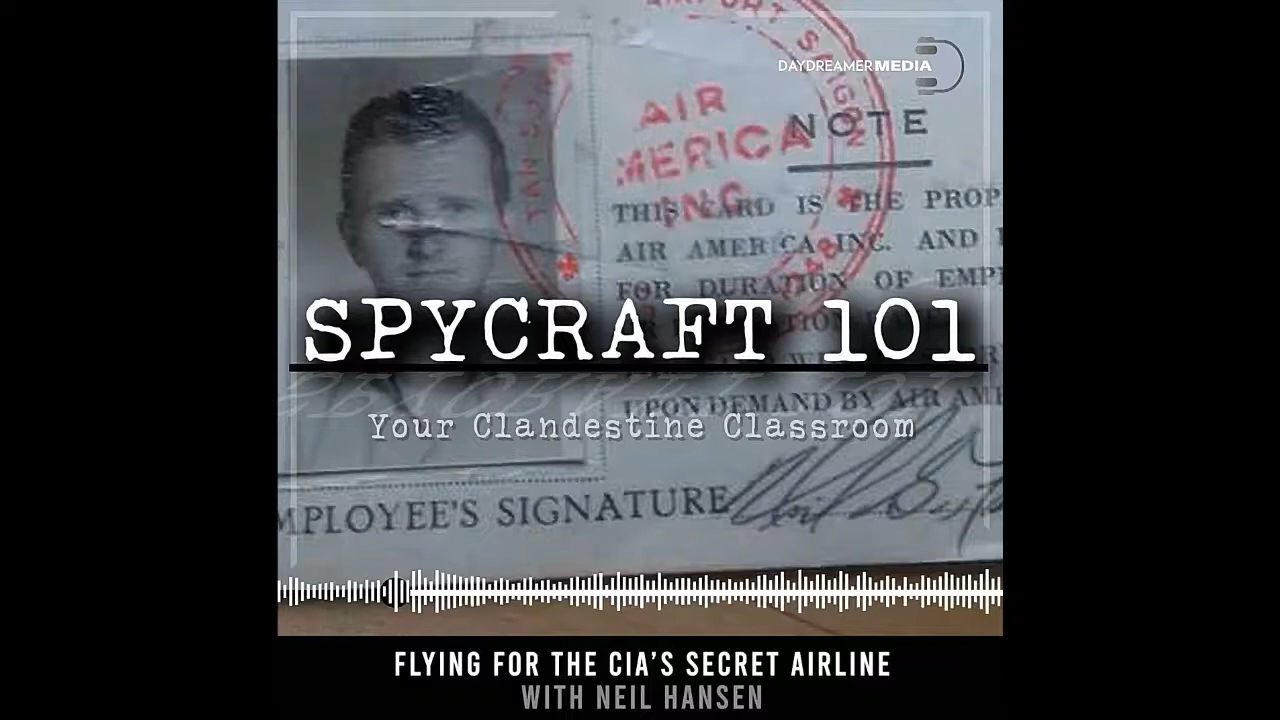 DAYDREAMER MEDIA
AIR
MERICA
INC
NOTE
THIS CARD IS THE PROP
AIR AMERICA INC. AND
FOR DURATION OF EMP
SPYCRAFT 101
UPON DEMAND BY AIR AM
Your Clandestine Classroom
MPLOYEE'S SIGNATURE
FLYING FOR THE CIA'S SECRET AIRLINE
WITH NEIL HANSEN